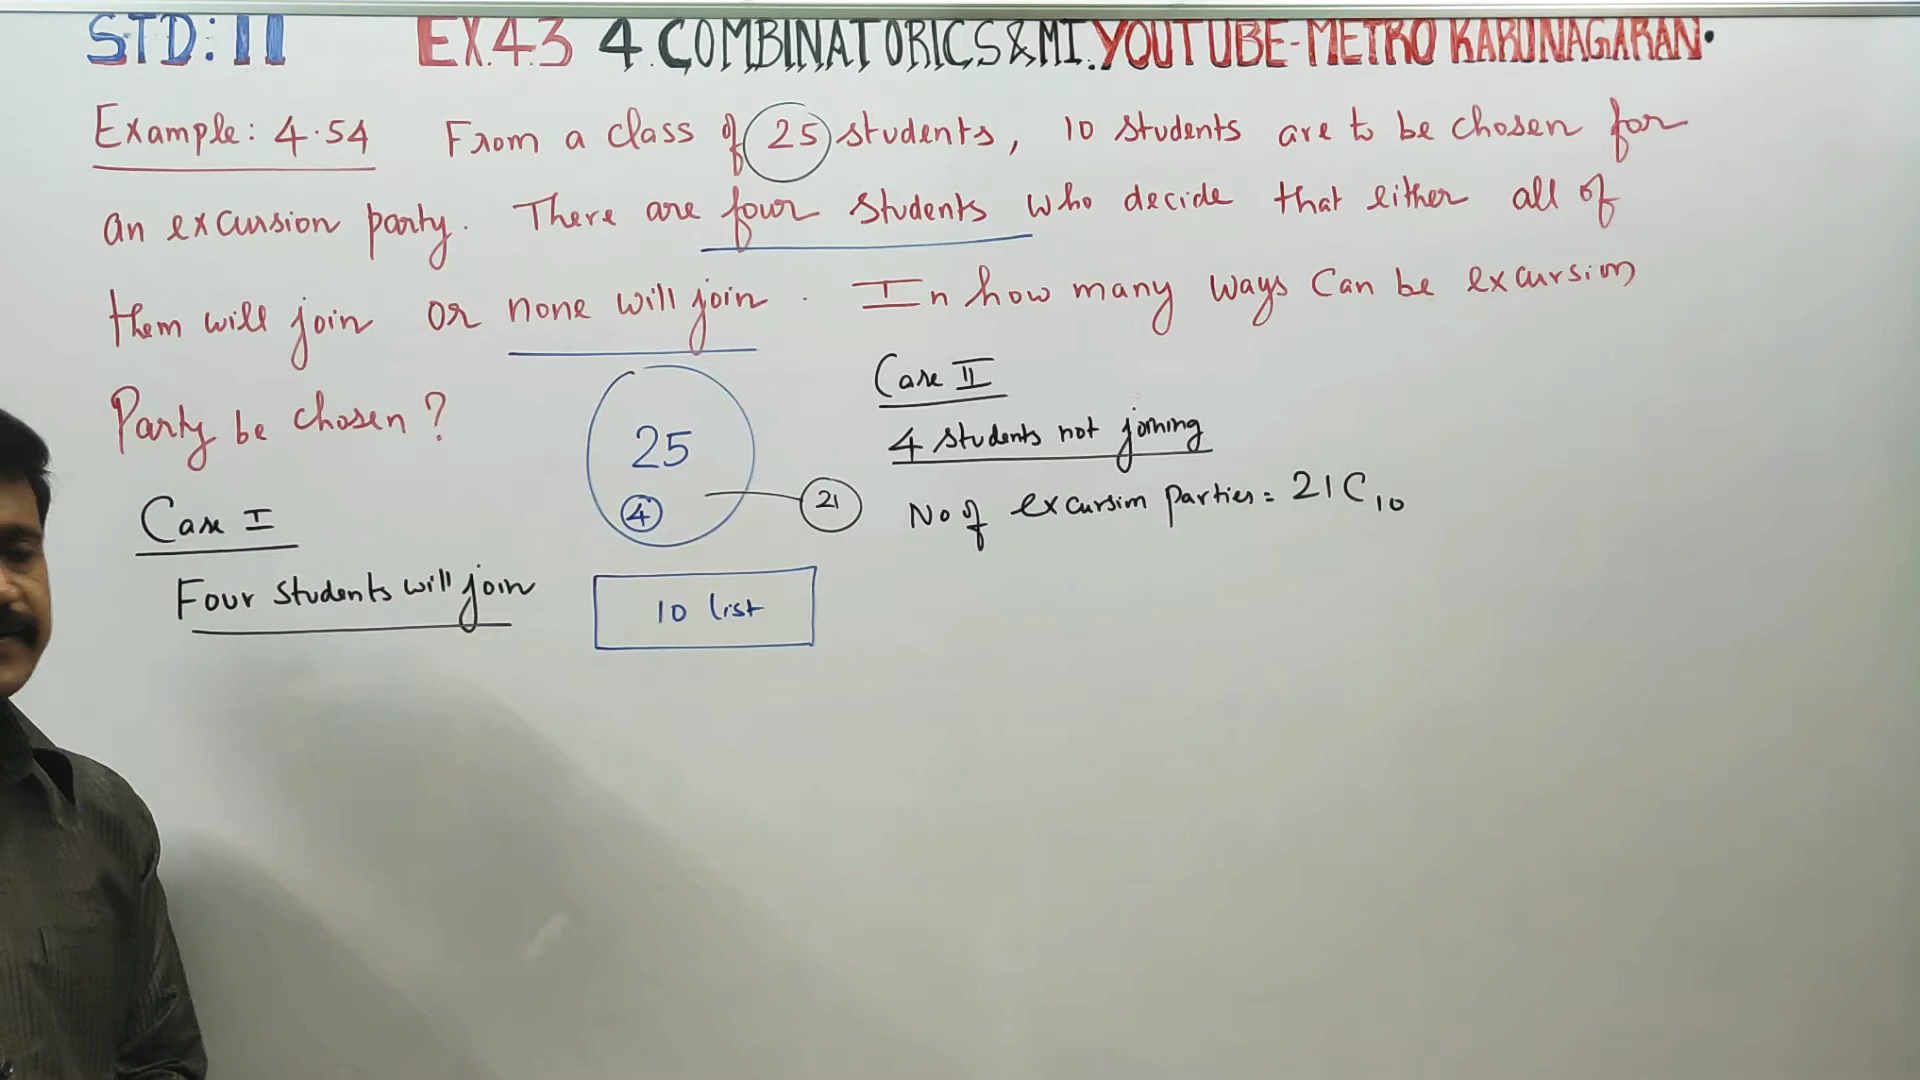 STD: 11 EX.4.3 4. COMBINATORICS & MI. YOUTUBE-METRO KARUNAGARAN.
Example: 4.54 From a class of 25 students, 10 students are to be chosen for
an excursion party. There are four students who decide that either all of
them will join or none will join. In how many ways can be excursion
Party be chosen?
25
4
21
10 list
Case I
Four students will join
Case II
4 students not joining
No of excursion parties = 21C10